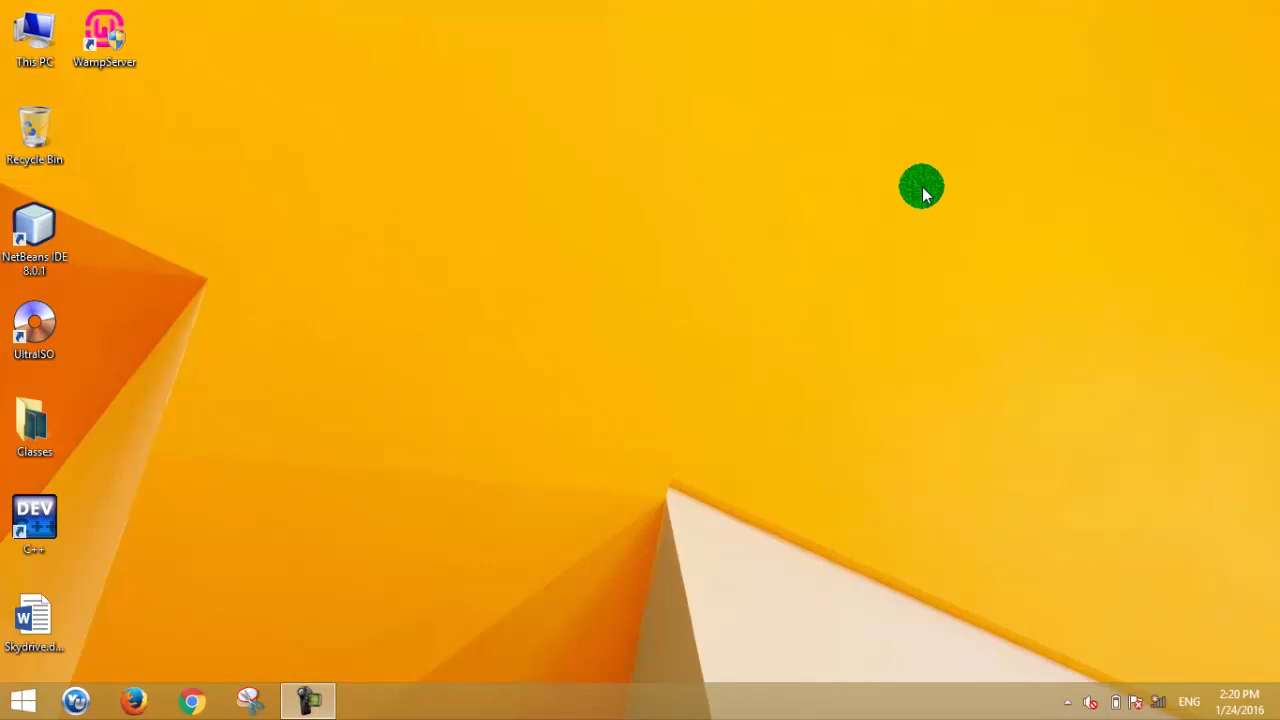 This PC
WampServer
Recycle Bin
NetBeans IDE
8.0.1
UltraISO
Classes
DEV
C++
C++
Skydrive.d...
ENG
2:20 PM
1/24/2016